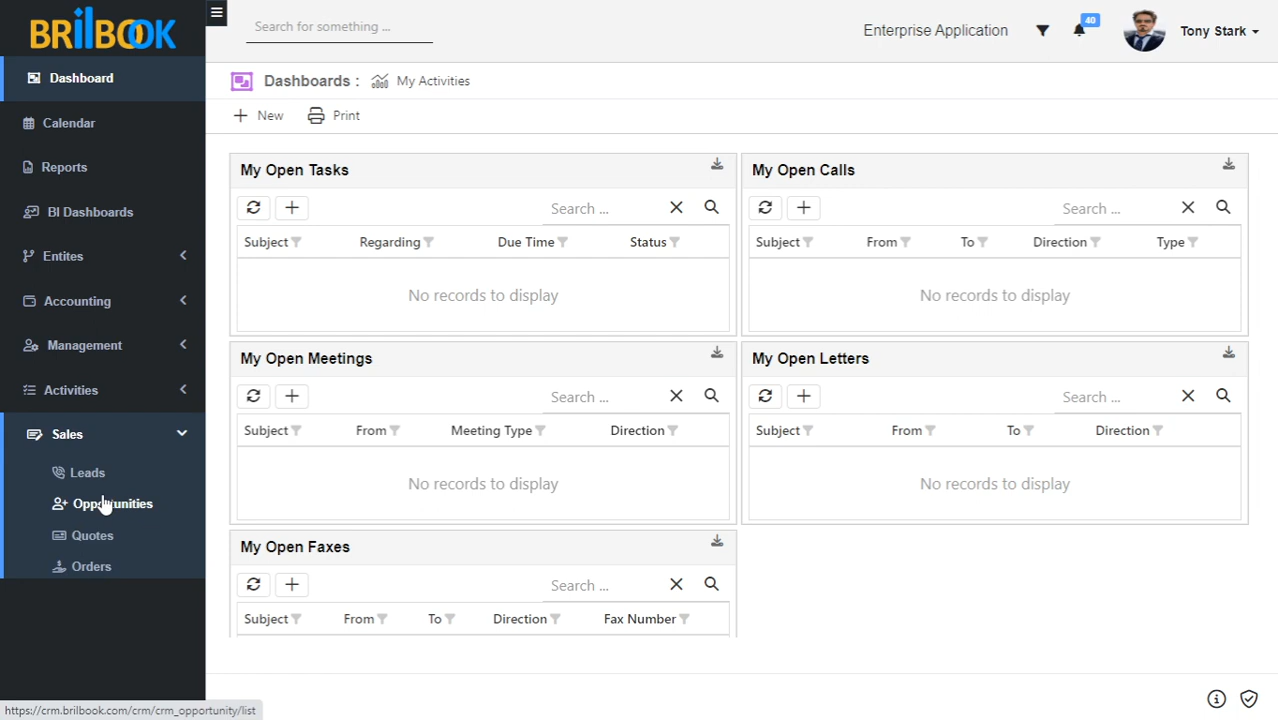 BRILBOOK
Search for something ...
Enterprise Application
40
Tony Stark
Dashboard
Calendar
Reports
BI Dashboards
Entites
Accounting
Management
Activities
Sales
Leads
Opportunities
Quotes
Orders
Dashboards : My Activities
New Print
My Open Tasks
Search ...
Subject Regarding Due Time Status
No records to display
My Open Calls
Search ...
Subject From To Direction Type
No records to display
My Open Meetings
Search ...
Subject From Meeting Type Direction
No records to display
My Open Letters
Search ...
Subject From To Direction
No records to display
My Open Faxes
Search ...
Subject From To Direction Fax Number
https://crm.brilbook.com/crm/crm_opportunity/list